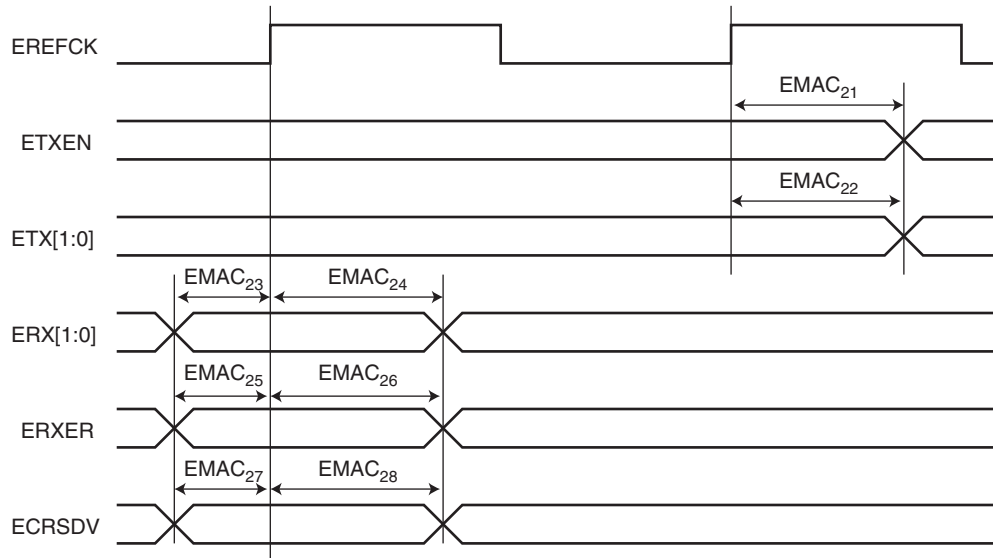 EREFCK
EMAC21
ETXEN
EMAC22
ETX[1:0]
EMAC23 EMAC24
ERX[1:0]
EMAC25 EMAC26
ERXER
EMAC27 EMAC28
ECRSDV